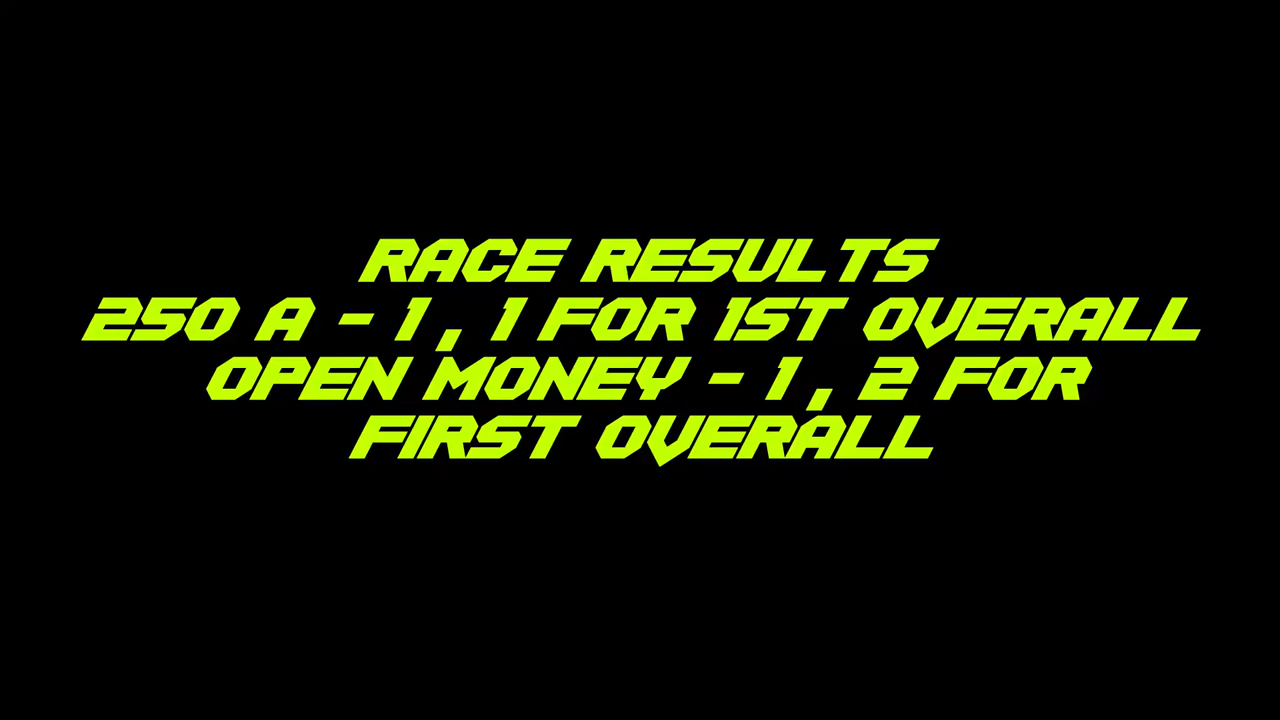 RACE RESULTS
250 A - 1 , 1 FOR 1ST OVERALL
OPEN MONEY - 1 , 2 FOR
FIRST OVERALL